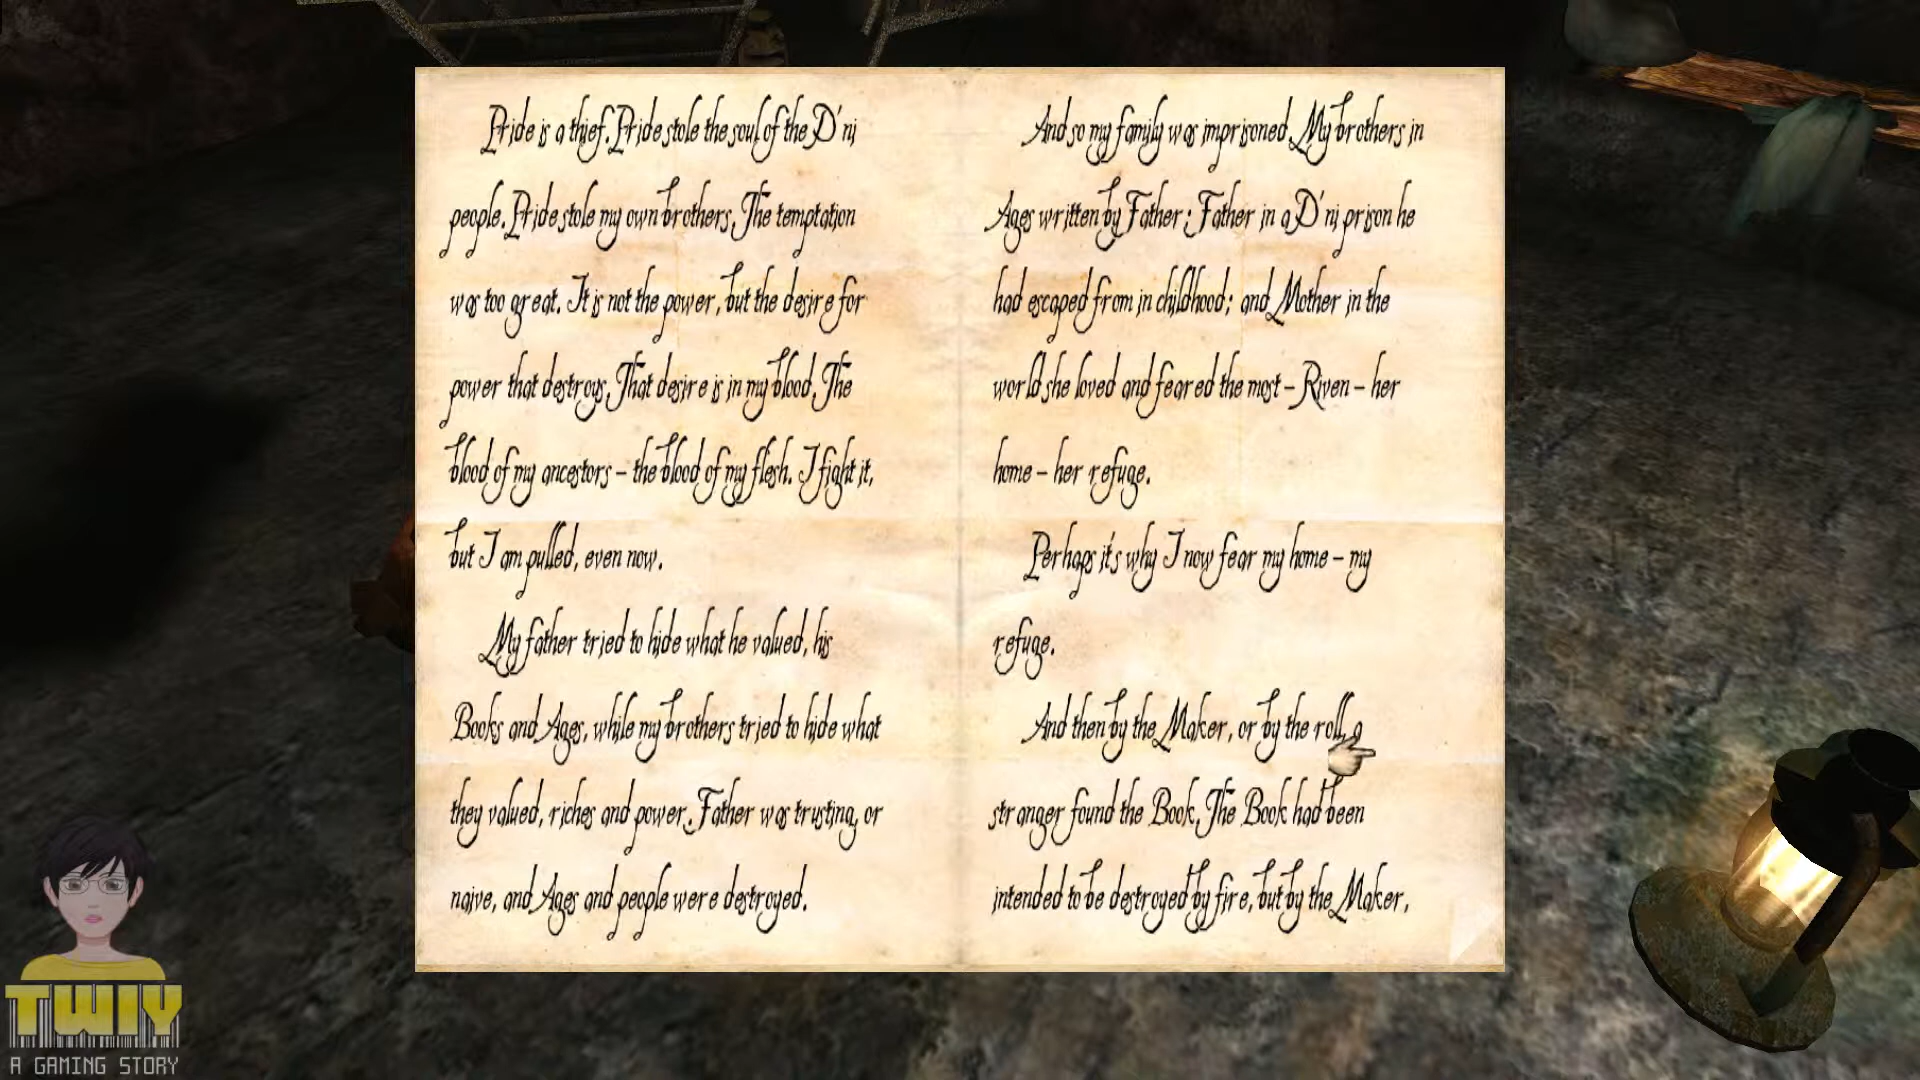 Pride is a thief. Pride stole the soul of the D'ni
people. Pride stole my own brothers. The temptation
was too great. It is not the power, but the desire for
power that destroys. That desire is in my blood. The
blood of my ancestors – the blood of my flesh. I fight it,
but I am pulled, even now.
My father tried to hide what he valued, his
Books and Ages, while my brothers tried to hide what
they valued, riches and power. Father was trusting, or
naive, and Ages and people were destroyed.
And so my family was imprisoned. My brothers in
Ages written by Father; Father in a D'ni prison he
had escaped from in childhood; and Mother in the
world she loved and feared the most – Riven – her
home – her refuge.
Perhaps it's why I now fear my home – my
refuge.
And then by the Maker, or by the roll, a
stranger found the Book. The Book had been
intended to be destroyed by fire, but by the Maker,
TWIY
A GAMING STORY